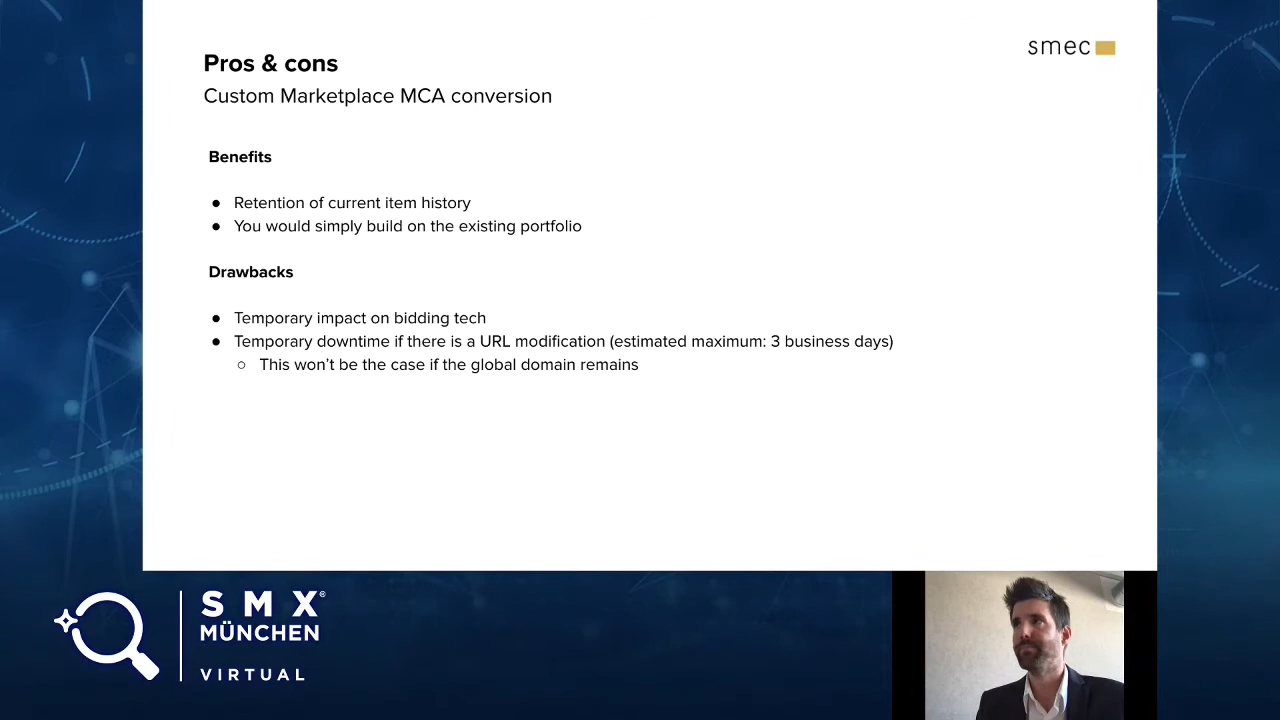 smec
Pros & cons
Custom Marketplace MCA conversion
Benefits
● Retention of current item history
● You would simply build on the existing portfolio
Drawbacks
● Temporary impact on bidding tech
● Temporary downtime if there is a URL modification (estimated maximum: 3 business days)
○ This won’t be the case if the global domain remains
SMX®
MÜNCHEN
VIRTUAL